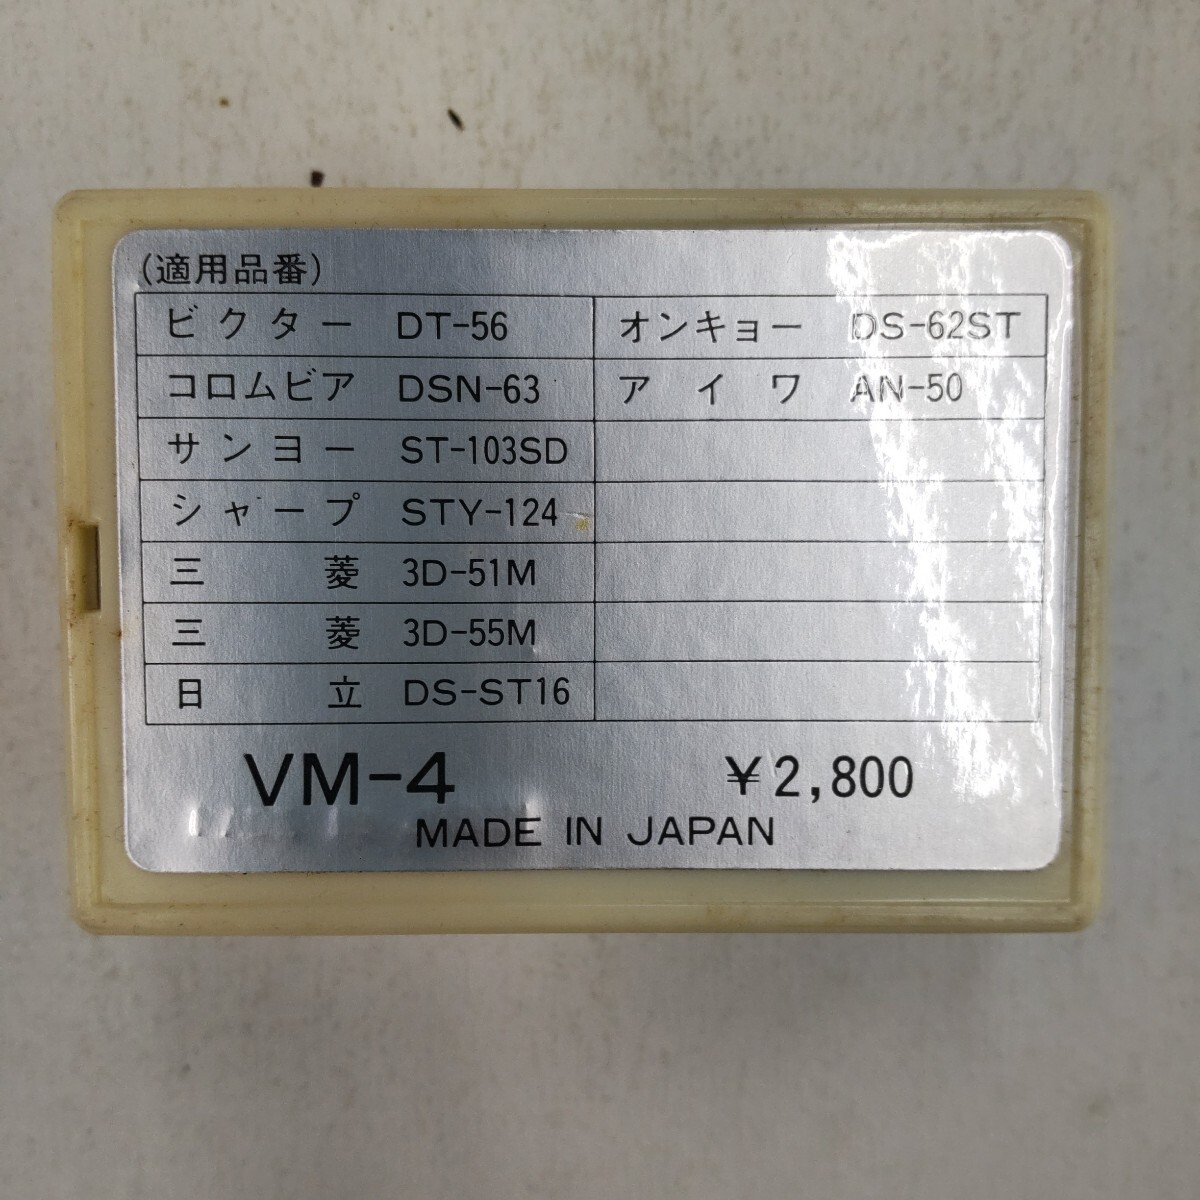 (適用品番)
ビクター DT-56 オンキョー DS-62ST
コロムビア DSN-63 アイワ AN-50
サンヨー ST-103SD
シャープ STY-124
三菱 3D-51M
三菱 3D-55M
日立 DS-ST16
VM-4 ¥2,800
MADE IN JAPAN